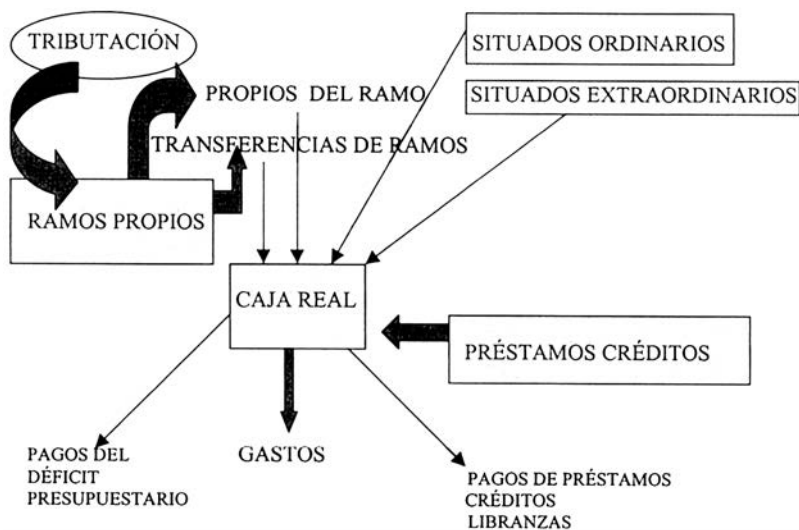 TRIBUTACIÓN
SITUADOS ORDINARIOS
PROPIOS DEL RAMO
SITUADOS EXTRAORDINARIOS
TRANSFERENCIAS DE RAMOS
RAMOS PROPIOS
CAJA REAL
PRÉSTAMOS CRÉDITOS
PAGOS DEL
DÉFICIT
PRESUPUESTARIO
GASTOS
PAGOS DE PRÉSTAMOS
CRÉDITOS
LIBRANZAS